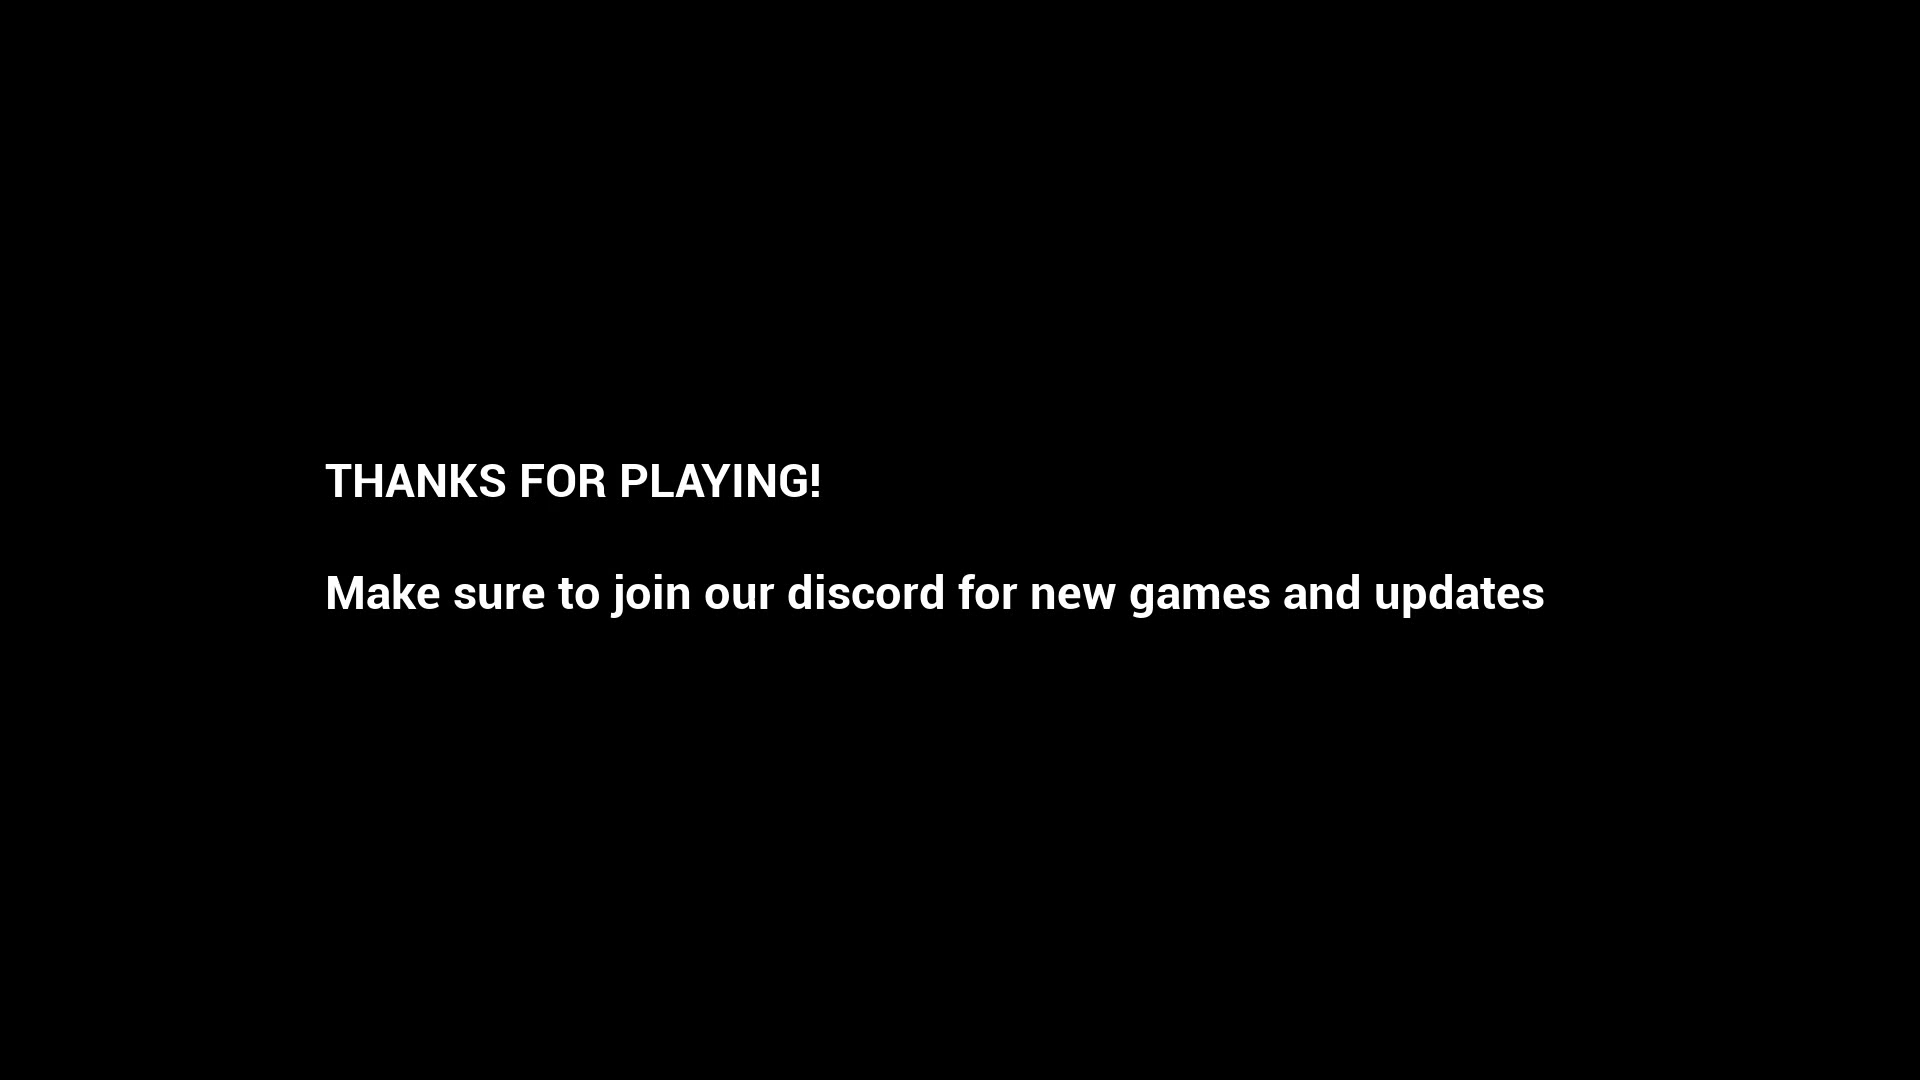 THANKS FOR PLAYING!
Make sure to join our discord for new games and updates